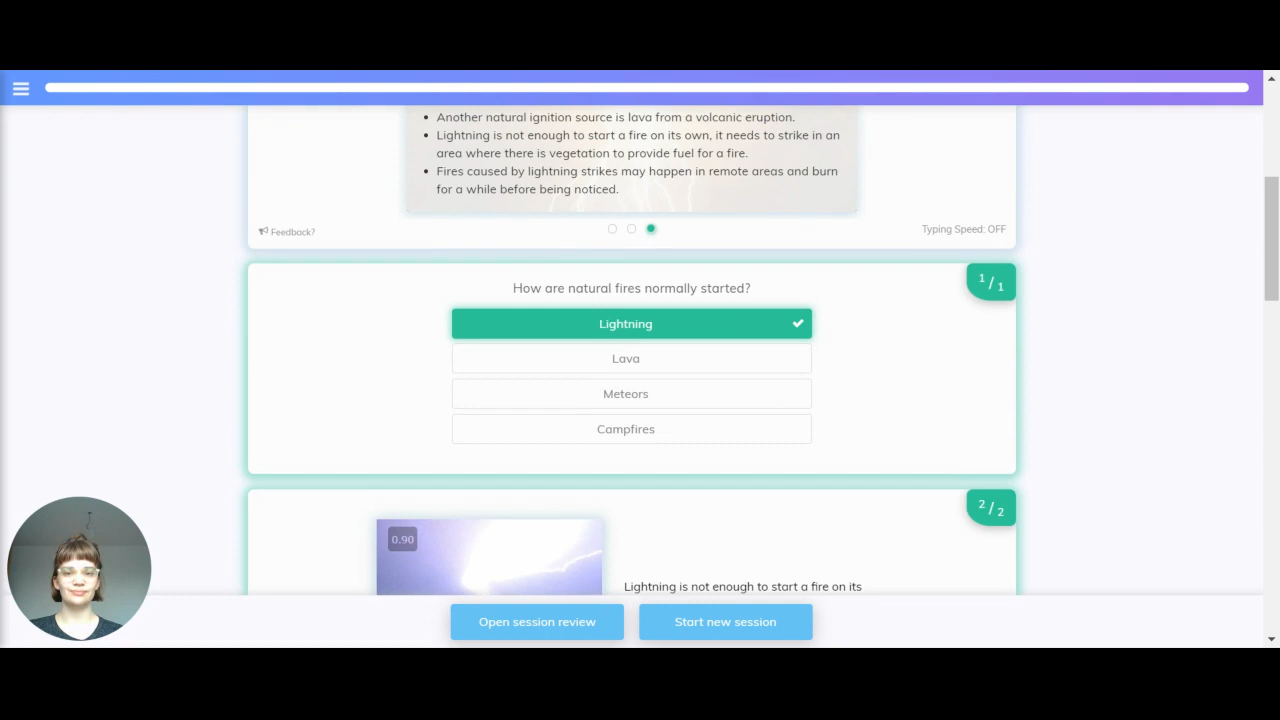 Another natural ignition source is lava from a volcanic eruption.
Lightning is not enough to start a fire on its own, it needs to strike in an
area where there is vegetation to provide fuel for a fire.
Fires caused by lightning strikes may happen in remote areas and burn
for a while before being noticed.
Feedback?
Typing Speed: OFF
1/1
How are natural fires normally started?
Lightning
Lava
Meteors
Campfires
2/2
0.90
Lightning is not enough to start a fire on its
Open session review
Start new session